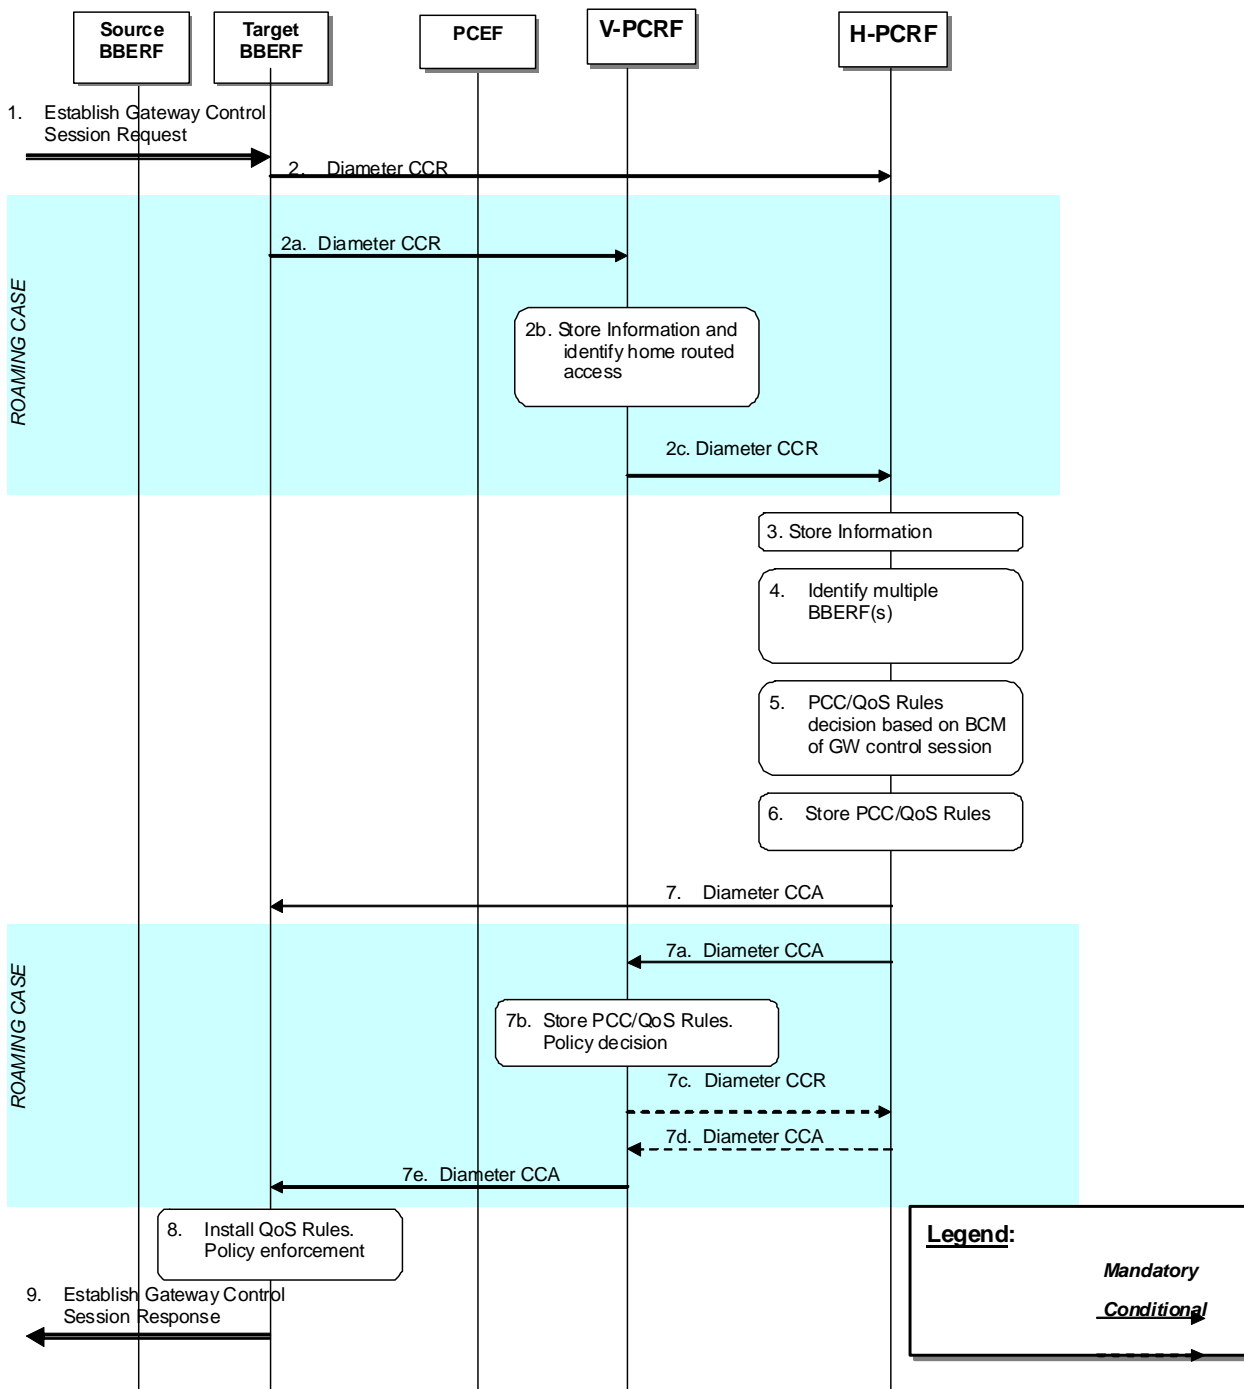 Source
BBERF
Target
BBERF
PCEF
V-PCRF
H-PCRF
1. Establish Gateway Control
Session Request
2. Diameter CCR
ROAMING CASE
2a. Diameter CCR
2b. Store Information and
identify home routed
access
2c. Diameter CCR
3. Store Information
4. Identify multiple
BBERF(s)
5. PCC/QoS Rules
decision based on BCM
of GW control session
6. Store PCC/QoS Rules
7. Diameter CCA
ROAMING CASE
7a. Diameter CCA
7b. Store PCC/QoS Rules.
Policy decision
7c. Diameter CCR
7d. Diameter CCA
7e. Diameter CCA
8. Install QoS Rules.
Policy enforcement
9. Establish Gateway Control
Session Response
Legend:
Mandatory
Conditional